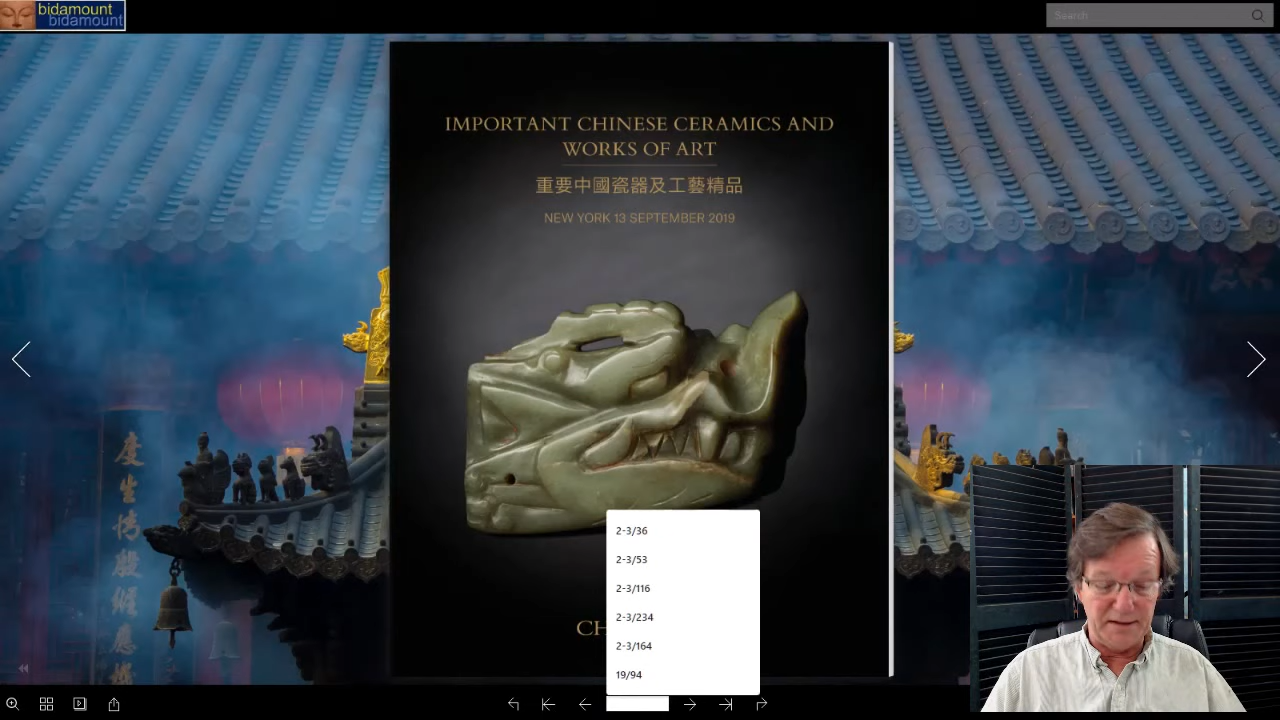 bidamount
bidamount
Search
IMPORTANT CHINESE CERAMICS AND
WORKS OF ART
重要中國瓷器及工藝精品
NEW YORK 13 SEPTEMBER 2019
CH
2-3/36
2-3/53
2-3/116
2-3/234
2-3/164
19/94